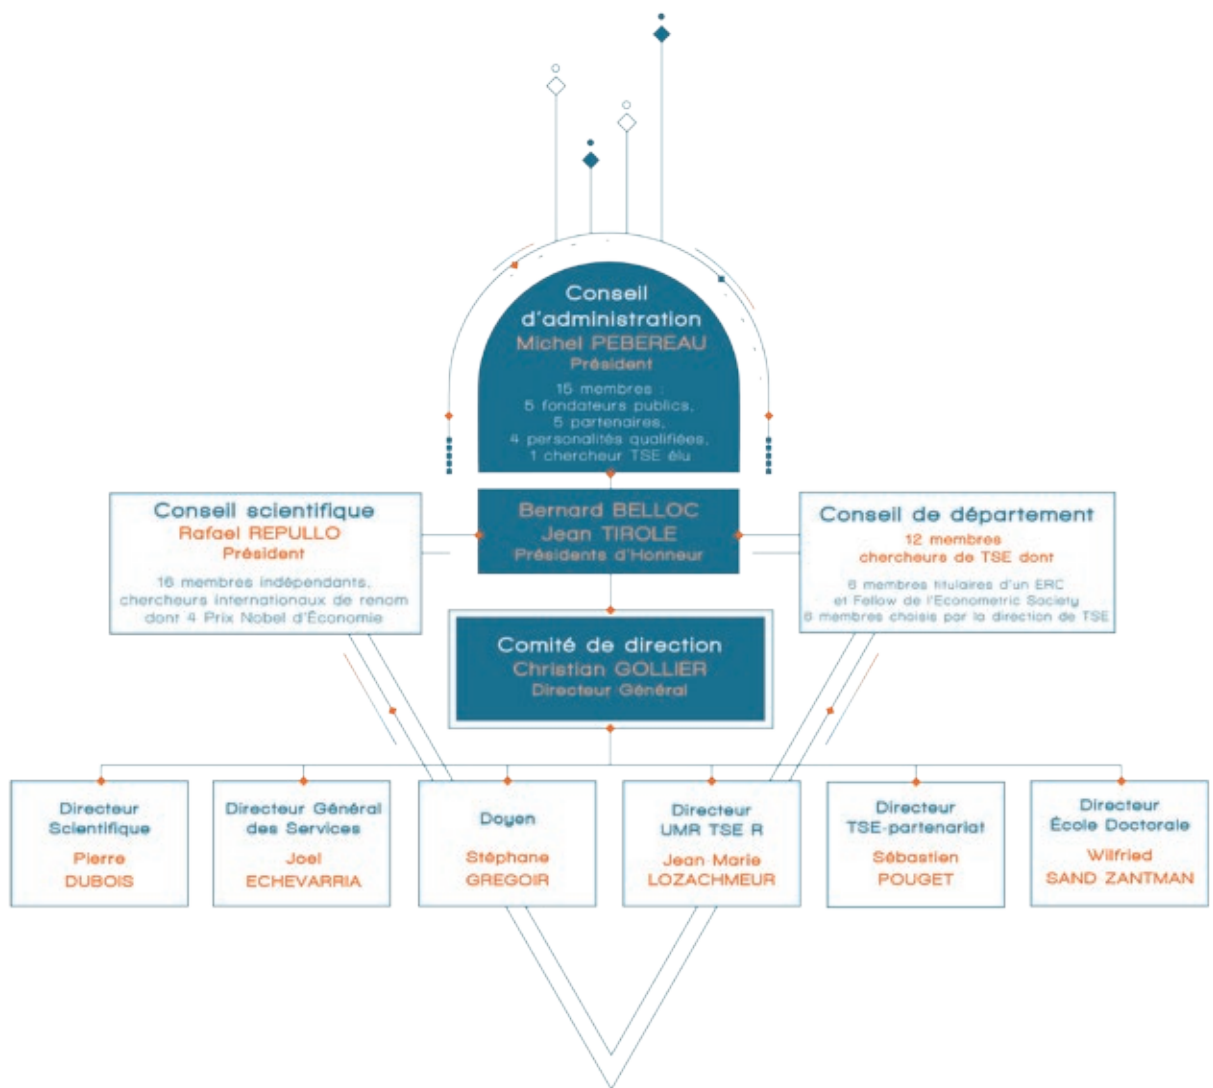 Conseil
d'administration
Michel PEBEREAU
Président
15 membres :
5 fondateurs publics,
5 partenaires,
4 personalités qualifiées,
1 chercheur TSE élu
Conseil scientifique
Rafael REPULLO
Président
16 membres indépendants,
chercheurs internationaux de renom
dont 4 Prix Nobel d'Économie
Bernard BELLOC
Jean TIROLE
Présidents d'Honneur
Conseil de département
12 membres
chercheurs de TSE dont
6 membres titulaires d'un ERC
et Fellow de l'Econometric Society
6 membres choisis par la direction de TSE
Comité de direction
Christian GOLLIER
Directeur Général
Directeur
Scientifique
Pierre
DUBOIS
Directeur Général
des Services
Joel
ECHEVARRIA
Doyen
Stéphane
GREGOIR
Directeur
UMR TSE R
Jean-Marie
LOZACHMEUR
Directeur
TSE-partenariat
Sébastien
POUGET
Directeur
École Doctorale
Wilfried
SAND ZANTMAN